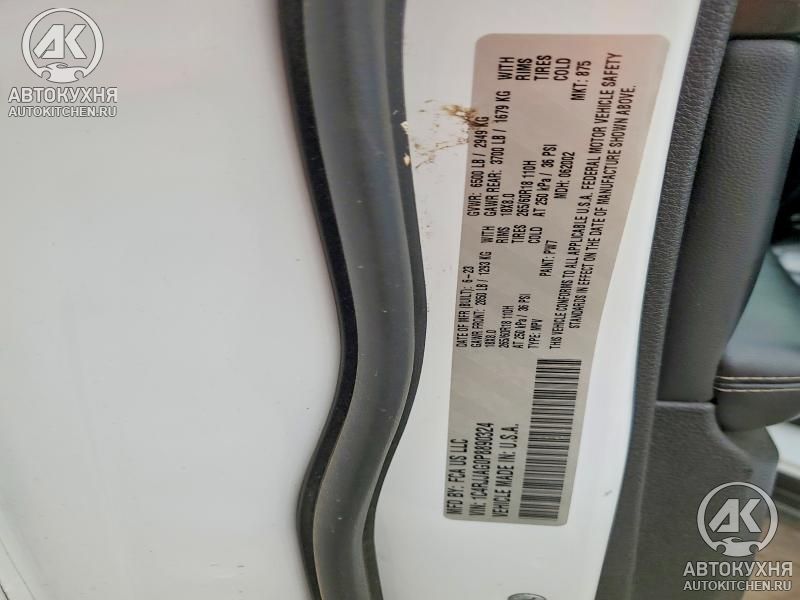 АК
АВТОКУХНЯ
AUTOKITCHEN.RU
MFD BY: FCA US LLC
DATE OF MFR (BUILT): 6-23
GVWR: 6500 LB / 2949 KG
GAWR FRONT: 2850 LB / 1293 KG WITH
18X8.0 RIMS
265/60R18 110H TIRES
AT 250 kPa / 36 PSI COLD
GAWR REAR: 3700 LB / 1679 KG WITH
18X8.0 RIMS
265/60R18 110H TIRES
AT 250 kPa / 36 PSI COLD
VIN: 1C4RJJAG0P8890324
TYPE: MPV
MDH: 062002
MKT: 875
VEHICLE MADE IN: U.S.A.
PAINT: PW7
THIS VEHICLE CONFORMS TO ALL APPLICABLE U.S.A. FEDERAL MOTOR VEHICLE SAFETY
STANDARDS IN EFFECT ON THE DATE OF MANUFACTURE SHOWN ABOVE.
АК
АВТОКУХНЯ
AUTOKITCHEN.RU